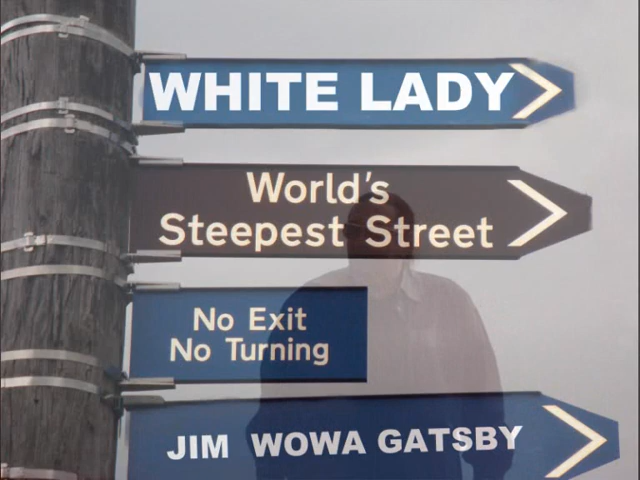 WHITE LADY
World's
Steepest Street
No Exit
No Turning
JIM WOWA GATSBY